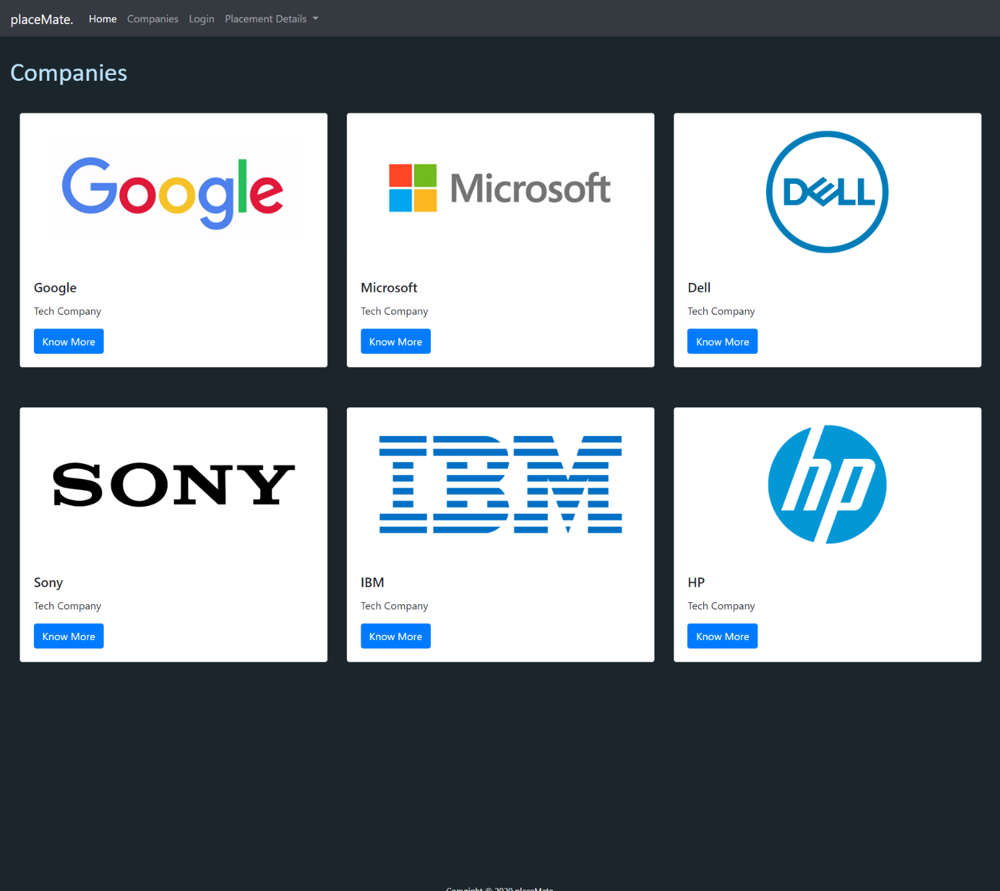 placeMate. Home Companies Login Placement Details
Companies
Google
Microsoft
DELL
Google
Microsoft
Dell
Tech Company
Tech Company
Tech Company
Know More
Know More
Know More
SONY
IBM
hp
Sony
IBM
HP
Tech Company
Tech Company
Tech Company
Know More
Know More
Know More
Copyright © 2020 placeMate.